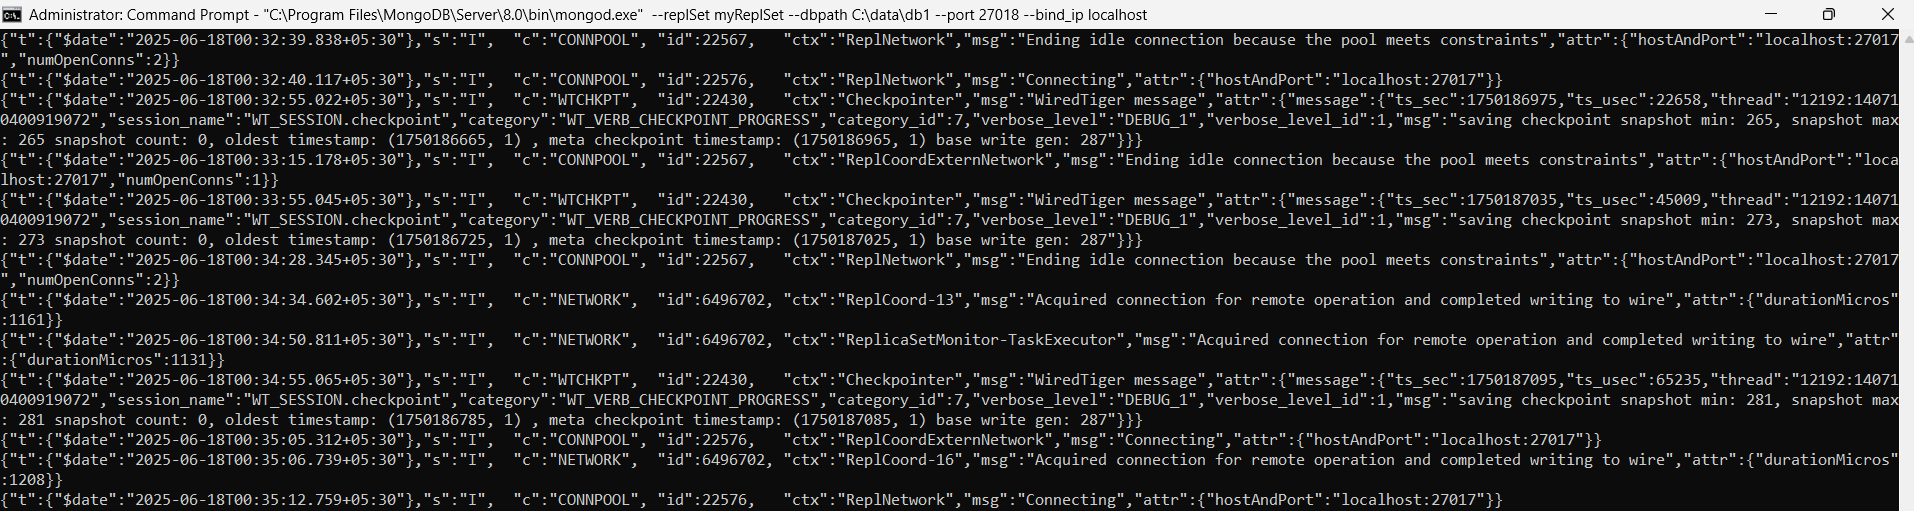 Administrator: Command Prompt - "C:\Program Files\MongoDB\Server\8.0\bin\mongod.exe"  --replSet myReplSet --dbpath C:\data\db1 --port 27018 --bind_ip localhost
{"t":{"$date":"2025-06-18T00:32:39.838+05:30"},"s":"I",  "c":"CONNPOOL", "id":22567,   "ctx":"ReplNetwork","msg":"Ending idle connection because the pool meets constraints","attr":{"hostAndPort":"localhost:27017
","numOpenConns":2}}
{"t":{"$date":"2025-06-18T00:32:40.117+05:30"},"s":"I",  "c":"CONNPOOL", "id":22576,   "ctx":"ReplNetwork","msg":"Connecting","attr":{"hostAndPort":"localhost:27017"}}
{"t":{"$date":"2025-06-18T00:32:55.022+05:30"},"s":"I",  "c":"WTCHKPT",  "id":22430,   "ctx":"Checkpointer","msg":"WiredTiger message","attr":{"message":{"ts_sec":1750186975,"ts_usec":22658,"thread":"12192:14071
0400919072","session_name":"WT_SESSION.checkpoint","category":"WT_VERB_CHECKPOINT_PROGRESS","category_id":7,"verbose_level":"DEBUG_1","verbose_level_id":1,"msg":"saving checkpoint snapshot min: 265, snapshot max
: 265 snapshot count: 0, oldest timestamp: (1750186665, 1) , meta checkpoint timestamp: (1750186965, 1) base write gen: 287"}}}
{"t":{"$date":"2025-06-18T00:33:15.178+05:30"},"s":"I",  "c":"CONNPOOL", "id":22567,   "ctx":"ReplCoordExternNetwork","msg":"Ending idle connection because the pool meets constraints","attr":{"hostAndPort":"loca
lhost:27017","numOpenConns":1}}
{"t":{"$date":"2025-06-18T00:33:55.045+05:30"},"s":"I",  "c":"WTCHKPT",  "id":22430,   "ctx":"Checkpointer","msg":"WiredTiger message","attr":{"message":{"ts_sec":1750187035,"ts_usec":45009,"thread":"12192:14071
0400919072","session_name":"WT_SESSION.checkpoint","category":"WT_VERB_CHECKPOINT_PROGRESS","category_id":7,"verbose_level":"DEBUG_1","verbose_level_id":1,"msg":"saving checkpoint snapshot min: 273, snapshot max
: 273 snapshot count: 0, oldest timestamp: (1750186725, 1) , meta checkpoint timestamp: (1750187025, 1) base write gen: 287"}}}
{"t":{"$date":"2025-06-18T00:34:28.345+05:30"},"s":"I",  "c":"CONNPOOL", "id":22567,   "ctx":"ReplNetwork","msg":"Ending idle connection because the pool meets constraints","attr":{"hostAndPort":"localhost:27017
","numOpenConns":2}}
{"t":{"$date":"2025-06-18T00:34:34.602+05:30"},"s":"I",  "c":"NETWORK",  "id":6496702, "ctx":"ReplCoord-13","msg":"Acquired connection for remote operation and completed writing to wire","attr":{"durationMicros"
:1161}}
{"t":{"$date":"2025-06-18T00:34:50.811+05:30"},"s":"I",  "c":"NETWORK",  "id":6496702, "ctx":"ReplicaSetMonitor-TaskExecutor","msg":"Acquired connection for remote operation and completed writing to wire","attr"
:{"durationMicros":1131}}
{"t":{"$date":"2025-06-18T00:34:55.065+05:30"},"s":"I",  "c":"WTCHKPT",  "id":22430,   "ctx":"Checkpointer","msg":"WiredTiger message","attr":{"message":{"ts_sec":1750187095,"ts_usec":65235,"thread":"12192:14071
0400919072","session_name":"WT_SESSION.checkpoint","category":"WT_VERB_CHECKPOINT_PROGRESS","category_id":7,"verbose_level":"DEBUG_1","verbose_level_id":1,"msg":"saving checkpoint snapshot min: 281, snapshot max
: 281 snapshot count: 0, oldest timestamp: (1750186785, 1) , meta checkpoint timestamp: (1750187085, 1) base write gen: 287"}}}
{"t":{"$date":"2025-06-18T00:35:05.312+05:30"},"s":"I",  "c":"CONNPOOL", "id":22576,   "ctx":"ReplCoordExternNetwork","msg":"Connecting","attr":{"hostAndPort":"localhost:27017"}}
{"t":{"$date":"2025-06-18T00:35:06.739+05:30"},"s":"I",  "c":"NETWORK",  "id":6496702, "ctx":"ReplCoord-16","msg":"Acquired connection for remote operation and completed writing to wire","attr":{"durationMicros"
:1208}}
{"t":{"$date":"2025-06-18T00:35:12.759+05:30"},"s":"I",  "c":"CONNPOOL", "id":22576,   "ctx":"ReplNetwork","msg":"Connecting","attr":{"hostAndPort":"localhost:27017"}}